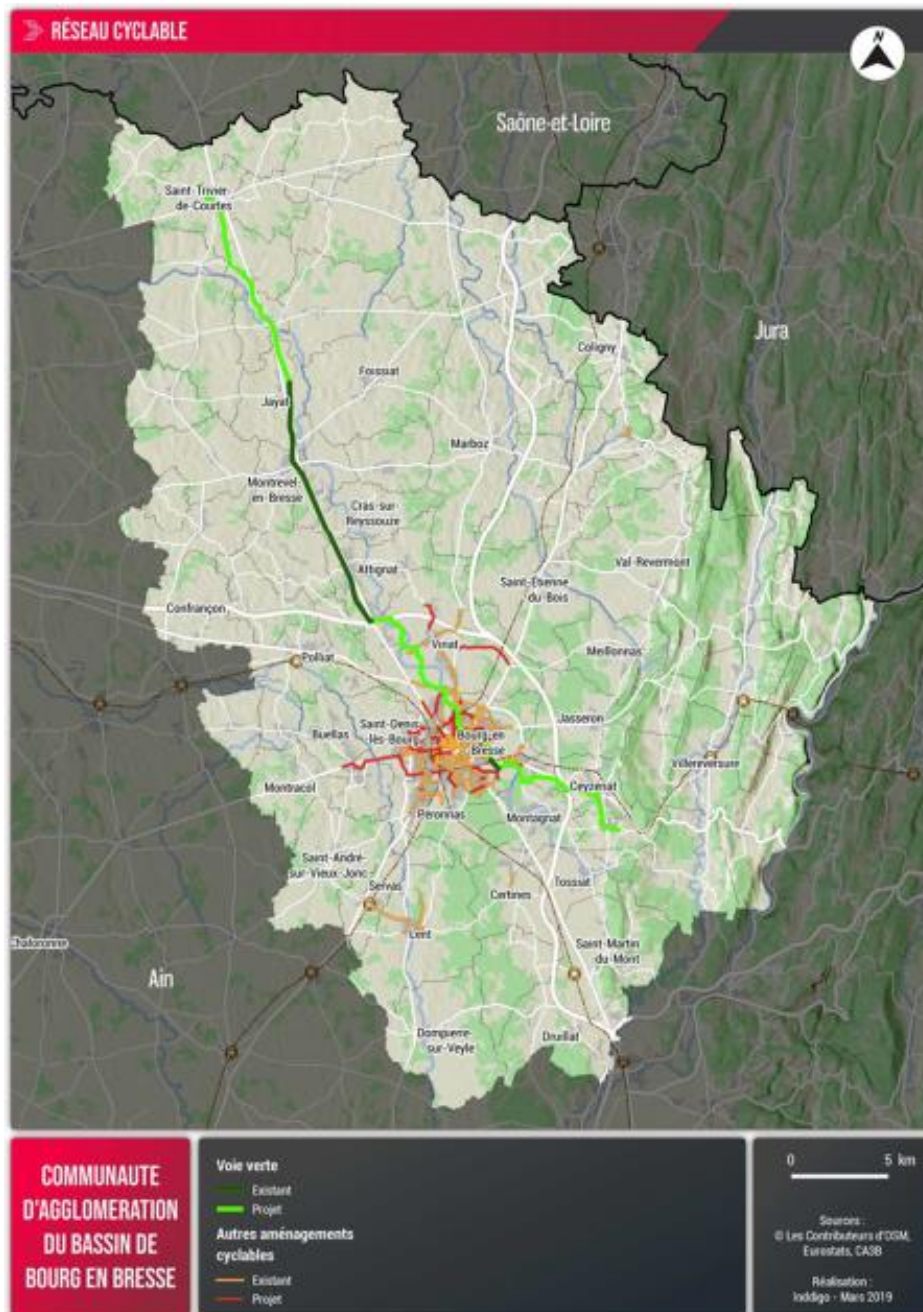 RÉSEAU CYCLABLE
N
Saône-et-Loire
Saint-Trivier-
de-Courtes
Jura
Coligny
Foissiat
Jayat
Marboz
Montrevel-
en-Bresse
Cras-sur-
Reyssouze
Val-Revermont
Attignat
Saint-Étienne
du-Bois
Confrançon
Viriat
Meillonnas
Polliat
Jasseron
Saint-Denis-
lès-Bourg
Buellas
Bourg-en
Bresse
Villereversure
Ceyzériat
Montracol
Montagnat
Péronnas
Saint-André-
sur-Vieux-Jonc
Tossiat
Servas
Certines
Lent
Saint-Martin
du-Mont
Ain
Dompierre-
sur-Veyle
Druillat
COMMUNAUTE
D'AGGLOMERATION
DU BASSIN DE
BOURG EN BRESSE
Voie verte
Existant
Projet
Autres aménagements
cyclables
Existant
Projet
0 5 km
Sources :
© Les Contributeurs d'OSM,
Eurostats, CA3B
Réalisation :
Inddigo - Mars 2019